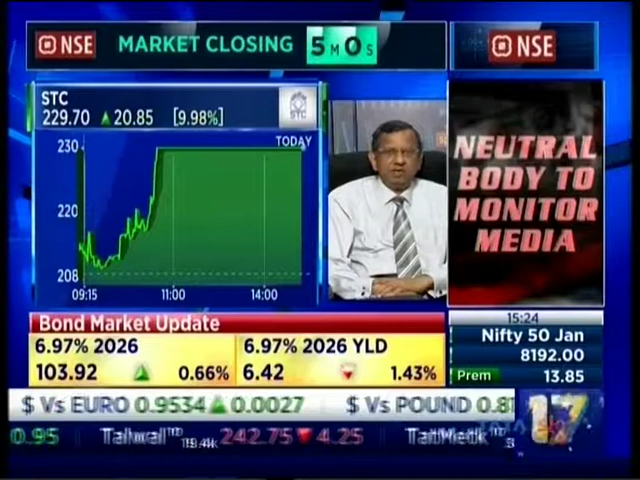 NSE MARKET CLOSING 5 M 0 S
NSE
STC
229.70 20.85 [9.98%]
STC
TODAY
230
220
208
09:15 11:00 14:00
NEUTRAL
BODY TO
MONITOR
MEDIA
Bond Market Update
6.97% 2026
103.92 0.66%
6.97% 2026 YLD
6.42 1.43%
15:24
Nifty 50 Jan
8192.00
Prem 13.85
$ Vs EURO 0.9534 0.0027 $ Vs POUND
0.95 Talwal 242.75 4.25
17